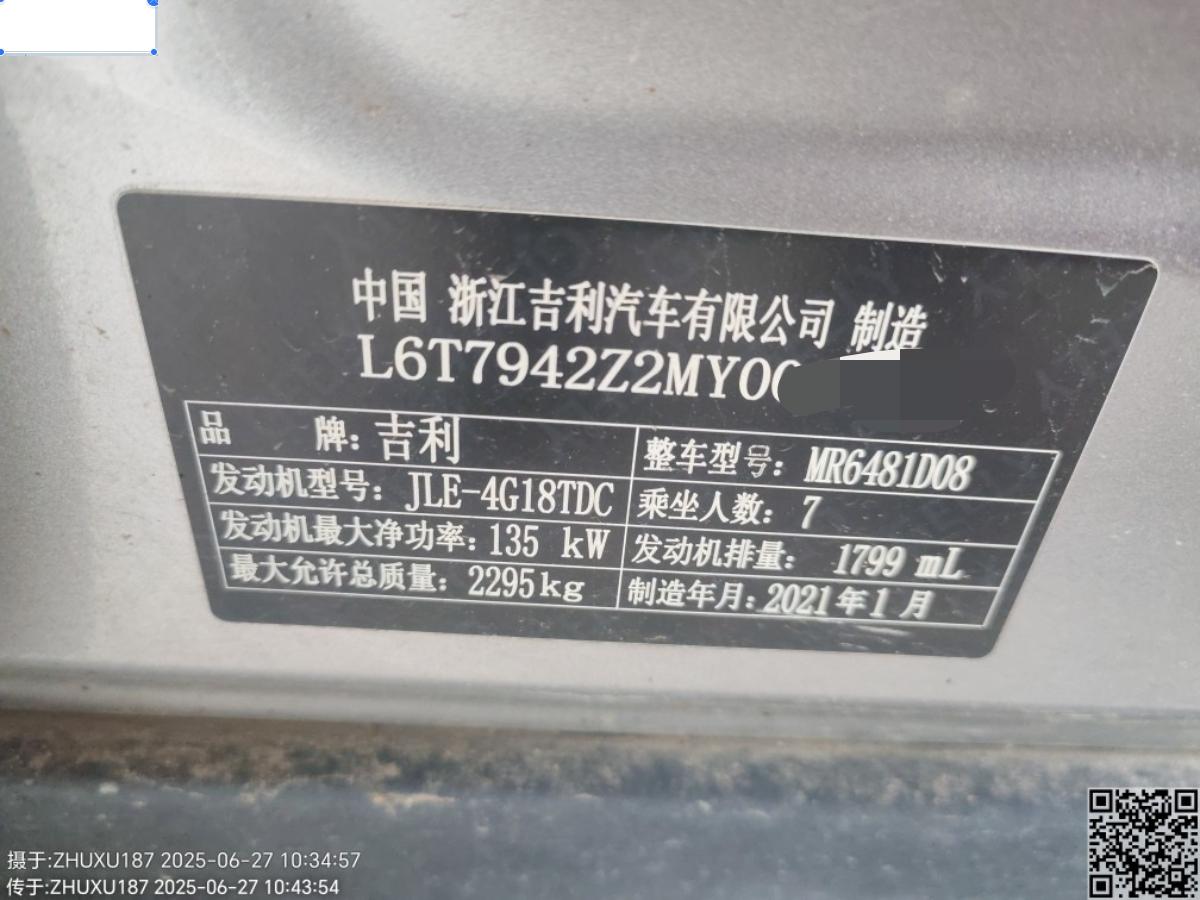 中国 浙江吉利汽车有限公司 制造
L6T7942Z2MY0
品 牌: 吉利 整车型号: MR6481D08
发动机型号: JLE-4G18TDC 乘坐人数: 7
发动机最大净功率: 135 kW 发动机排量: 1799 mL
最大允许总质量: 2295kg 制造年月: 2021年1月
摄于:ZHUXU187 2025-06-27 10:34:57
传于:ZHUXU187 2025-06-27 10:43:54